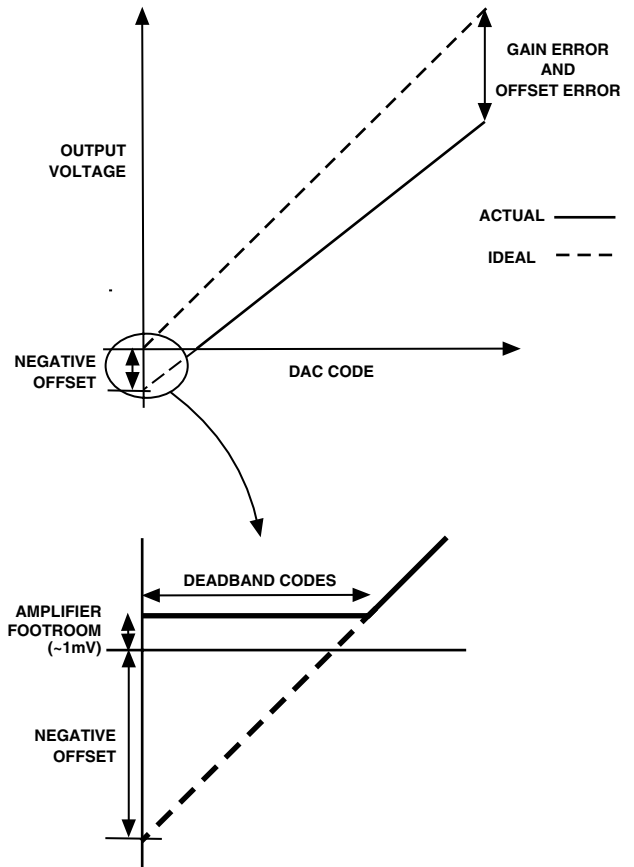 GAIN ERROR
AND
OFFSET ERROR
OUTPUT
VOLTAGE
ACTUAL
IDEAL
NEGATIVE
OFFSET
DAC CODE
DEADBAND CODES
AMPLIFIER
FOOTROOM
(~1mV)
NEGATIVE
OFFSET